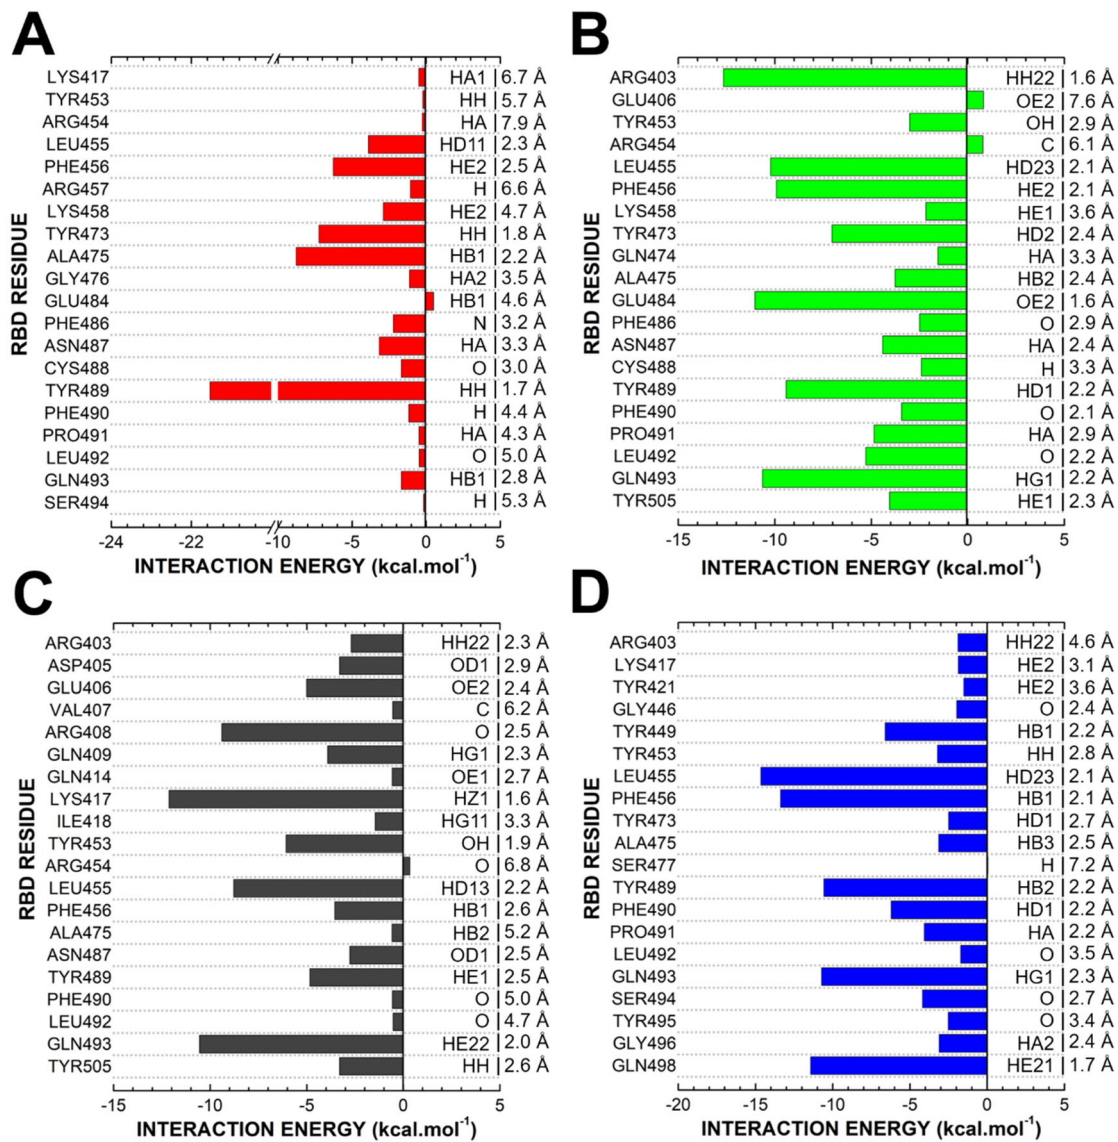 A
RBD RESIDUE
LYS417 HA1 6.7 Å
TYR453 HH 5.7 Å
ARG454 HA 7.9 Å
LEU455 HD11 2.3 Å
PHE456 HE2 2.5 Å
ARG457 H 6.6 Å
LYS458 HE2 4.7 Å
TYR473 HH 1.8 Å
ALA475 HB1 2.2 Å
GLY476 HA2 3.5 Å
GLU484 HB1 4.6 Å
PHE486 N 3.2 Å
ASN487 HA 3.3 Å
CYS488 O 3.0 Å
TYR489 HH 1.7 Å
PHE490 H 4.4 Å
PRO491 HA 4.3 Å
LEU492 O 5.0 Å
GLN493 HB1 2.8 Å
SER494 H 5.3 Å
-24 -22 -10 -5 0 5
INTERACTION ENERGY (kcal.mol-1)
B
RBD RESIDUE
ARG403 HH22 1.6 Å
GLU406 OE2 7.6 Å
TYR453 OH 2.9 Å
ARG454 C 6.1 Å
LEU455 HD23 2.1 Å
PHE456 HE2 2.1 Å
LYS458 HE1 3.6 Å
TYR473 HD2 2.4 Å
GLN474 HA 3.3 Å
ALA475 HB2 2.4 Å
GLU484 OE2 1.6 Å
PHE486 O 2.9 Å
ASN487 HA 2.4 Å
CYS488 H 3.3 Å
TYR489 HD1 2.2 Å
PHE490 O 2.1 Å
PRO491 HA 2.9 Å
LEU492 O 2.2 Å
GLN493 HG1 2.2 Å
TYR505 HE1 2.3 Å
-15 -10 -5 0 5
INTERACTION ENERGY (kcal.mol-1)
C
-15 -10 -5 0 5
RBD RESIDUE
ARG403 HH22 2.3 Å
ASP405 OD1 2.9 Å
GLU406 OE2 2.4 Å
VAL407 C 6.2 Å
ARG408 O 2.5 Å
GLN409 HG1 2.3 Å
GLN414 OE1 2.7 Å
LYS417 HZ1 1.6 Å
ILE418 HG11 3.3 Å
TYR453 OH 1.9 Å
ARG454 O 6.8 Å
LEU455 HD13 2.2 Å
PHE456 HB1 2.6 Å
ALA475 HB2 5.2 Å
ASN487 OD1 2.5 Å
TYR489 HE1 2.5 Å
PHE490 O 5.0 Å
LEU492 O 4.7 Å
GLN493 HE22 2.0 Å
TYR505 HH 2.6 Å
-15 -10 -5 0 5
INTERACTION ENERGY (kcal.mol-1)
D
RBD RESIDUE
ARG403 HH22 4.6 Å
LYS417 HE2 3.1 Å
TYR421 HE2 3.6 Å
GLY446 O 2.4 Å
TYR449 HB1 2.2 Å
TYR453 HH 2.8 Å
LEU455 HD23 2.1 Å
PHE456 HB1 2.1 Å
TYR473 HD1 2.7 Å
ALA475 HB3 2.5 Å
SER477 H 7.2 Å
TYR489 HB2 2.2 Å
PHE490 HD1 2.2 Å
PRO491 HA 2.2 Å
LEU492 O 3.5 Å
GLN493 HG1 2.3 Å
SER494 O 2.7 Å
TYR495 O 3.4 Å
GLY496 HA2 2.4 Å
GLN498 HE21 1.7 Å
-20 -15 -10 -5 0 5
INTERACTION ENERGY (kcal.mol-1)